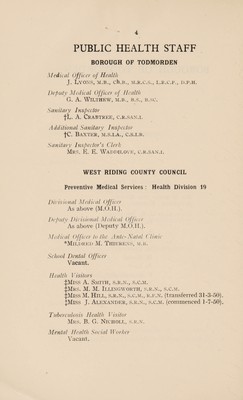 4
PUBLIC HEALTH STAFF
BOROUGH OF TODMORDEN
Medical Officer of Health
J. Lyons, M.B., Ch.B., M.R.C.S., L.R.C.P., D.P.H.
Deputy Medical Officer of Health
G. A. Wilthew, M.B., B.S., B.SC.
Sanitary Inspector
†L. A. Crabtree, C.R.SAN.I.
Additional Sanitary Inspector
†C. Baxter, M.S.I.A., C.S.I.B.
Sanitary Inspector's Clerk
Mrs. E. E. Waddilove, C.R.SAN.I.
WEST RIDING COUNTY COUNCIL
Preventive Medical Services: Health Division 19
Divisional Medical Officer
As above (M.O.H.).
Deputy Divisional Medical Officer
As above (Deputy M.O.H.).
Medical Officer to the Ante-Natal Clinic
*Mildred M. Thurens, M.B.
School Dental Officer
Vacant.
Health Visitors
‡Miss A. Smith, S.R.N., S.C.M.
‡Mrs. M. M. Illingworth, S.R.N., S.C.M.
‡Miss M. Hill, S.R.N., S.C.M., R.F.N. (transferred 31-3-50).
‡Miss J. Alexander, S.R.N., S.C.M. (commenced 1-7-50).
Tuberculosis Health Visitor
Mrs. B. G. Nicholl, S.R.N.
Mental Health Social Worker
Vacant.